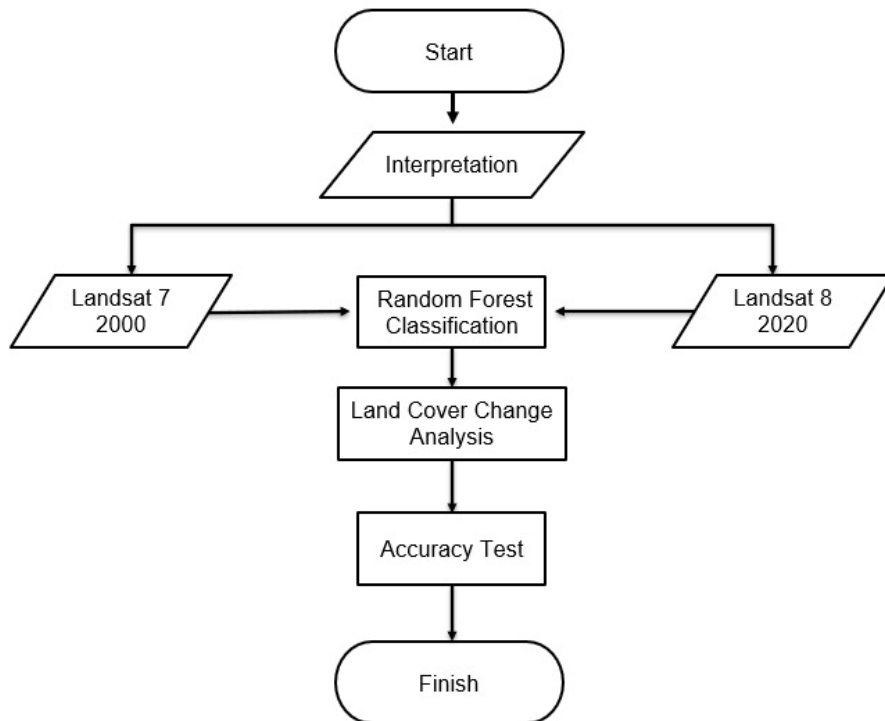 Start
Interpretation
Landsat 7
2000
Random Forest
Classification
Landsat 8
2020
Land Cover Change
Analysis
Accuracy Test
Finish